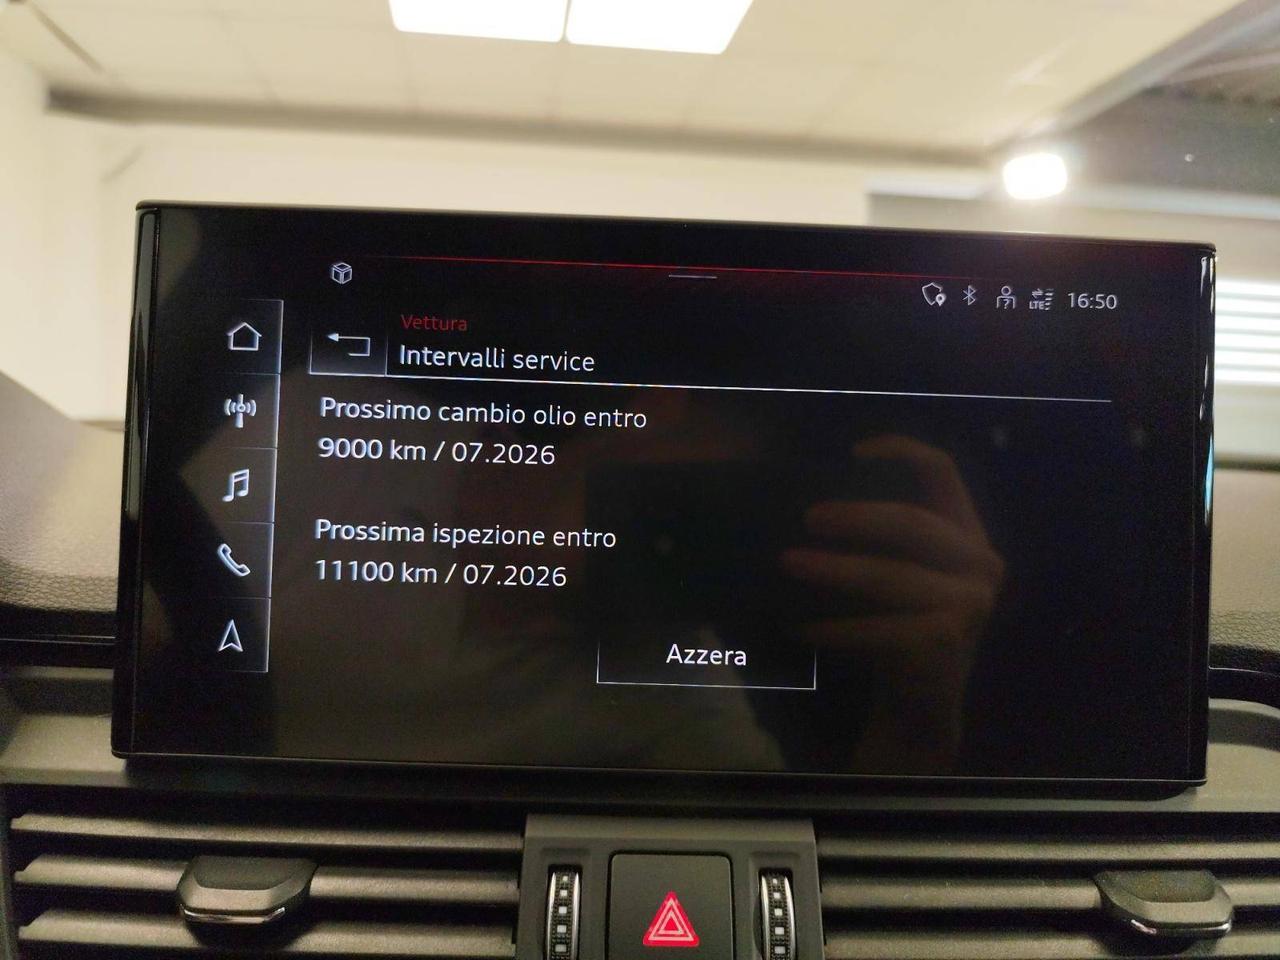 LTE
16:50
Vettura
Intervalli service
Prossimo cambio olio entro
9000 km / 07.2026
Prossima ispezione entro
11100 km / 07.2026
Azzera